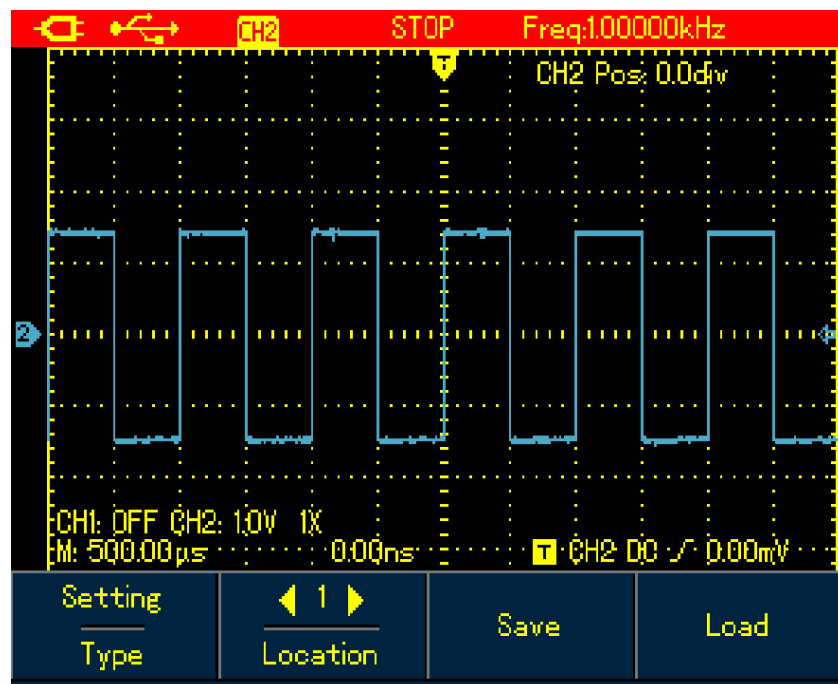 CH2 STOP Freq:1.00000kHz
T
CH2 Pos: 0.0div
2
CH1: OFF CH2: 1.0V 1X
M: 500.00μs 0.00ns T CH2 DC 0.00mV
Setting 1 Save Load
Type Location